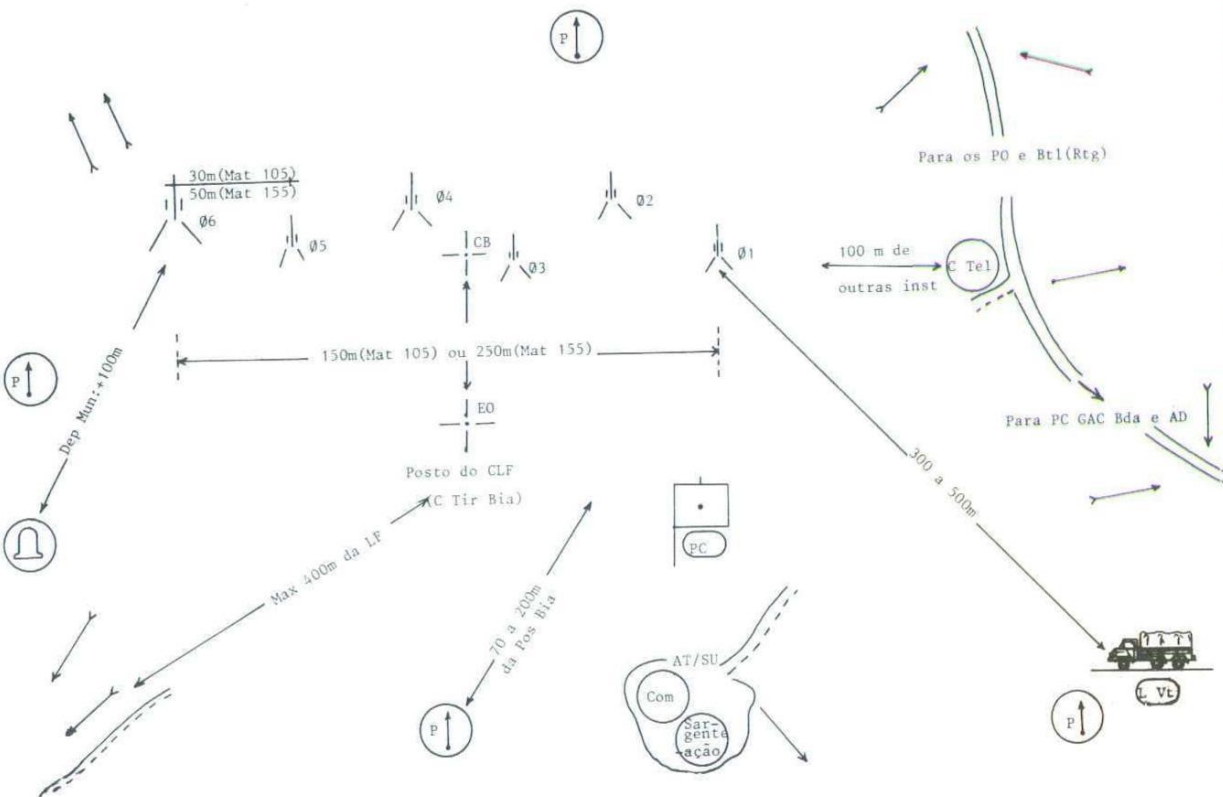 P
30m(Mat 105)
50m(Mat 155)
Ø6
Ø5
Ø4
CB
Ø3
Ø2
Ø1
Para os PO e Btl(Rtg)
100 m de
outras inst
C Tel
150m(Mat 105) ou 250m(Mat 155)
P
Dep Mun:+100m
EO
Posto do CLF
(C Tir Bia)
Para PC GAC Bda e AD
300 a 500m
PC
Max 400m da LF
70 a 200m
da Pos Bia
AT/SU
Com
Sar-
gente
-ação
P
L Vt
P